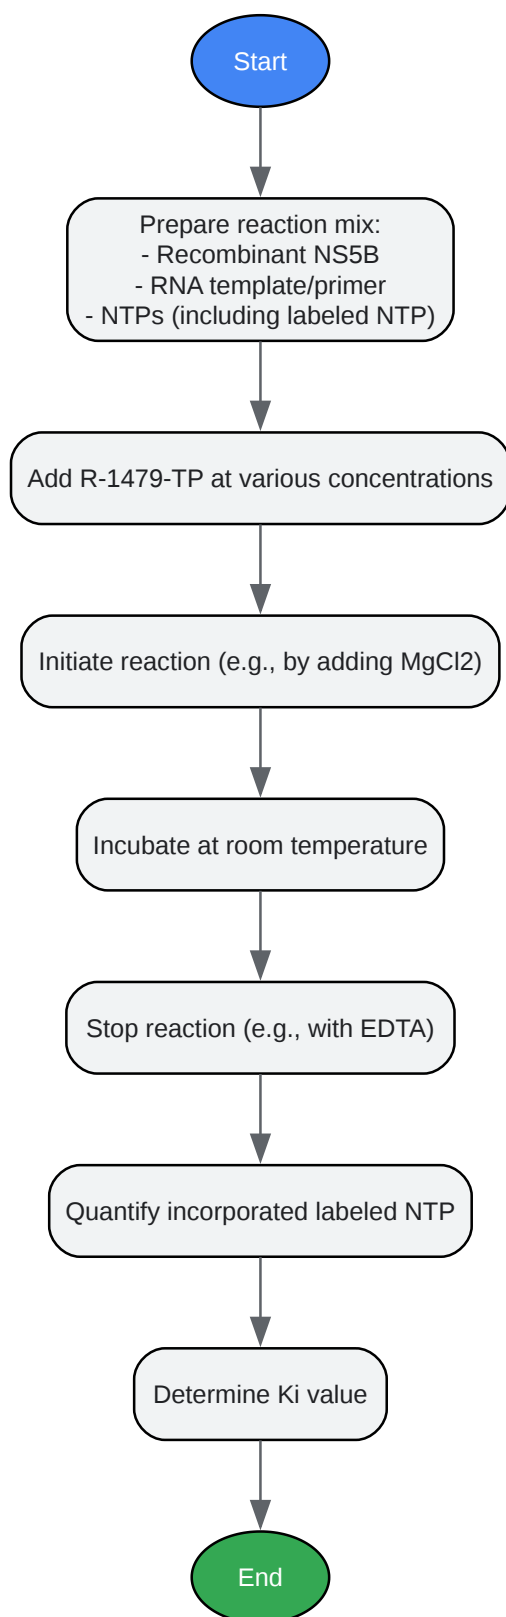 Start
Prepare reaction mix:
- Recombinant NS5B
- RNA template/primer
- NTPs (including labeled NTP)
Add R-1479-TP at various concentrations
Initiate reaction (e.g., by adding MgCl2)
Incubate at room temperature
Stop reaction (e.g., with EDTA)
Quantify incorporated labeled NTP
Determine Ki value
End